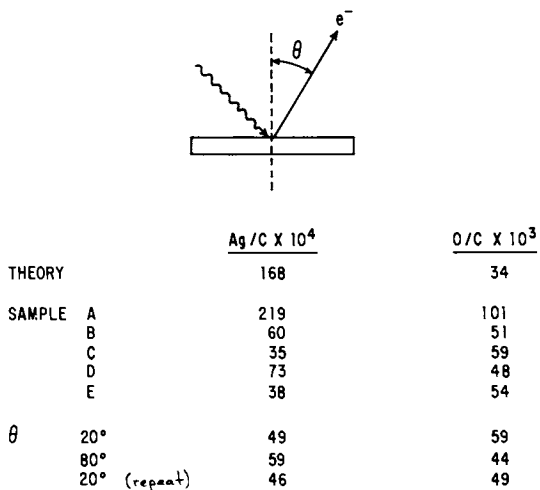 e⁻
θ
Ag/C X 10⁴ O/C X 10³
THEORY 168 34
SAMPLE A 219 101
B 60 51
C 35 59
D 73 48
E 38 54
θ 20° 49 59
80° 59 44
20° (repeat) 46 49